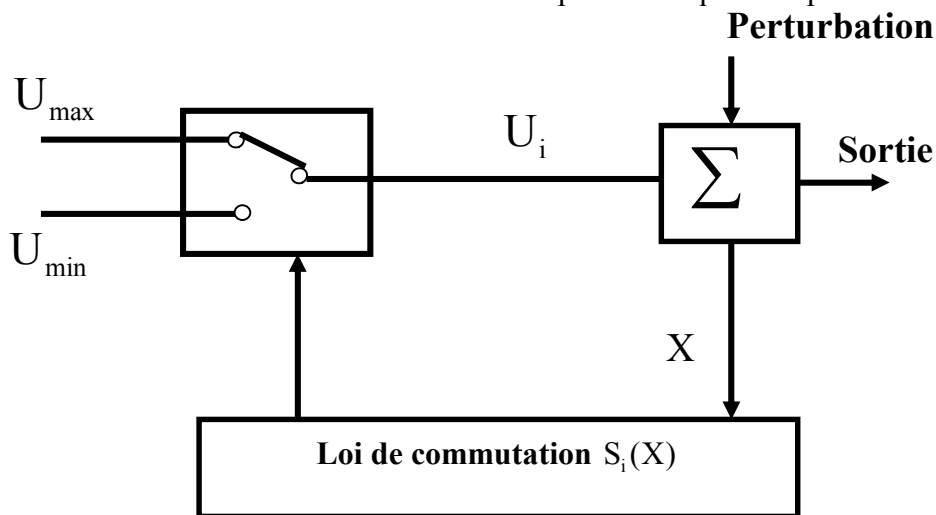 Perturbation
U_max
U_i
Σ
Sortie
U_min
X
Loi de commutation S_i(X)